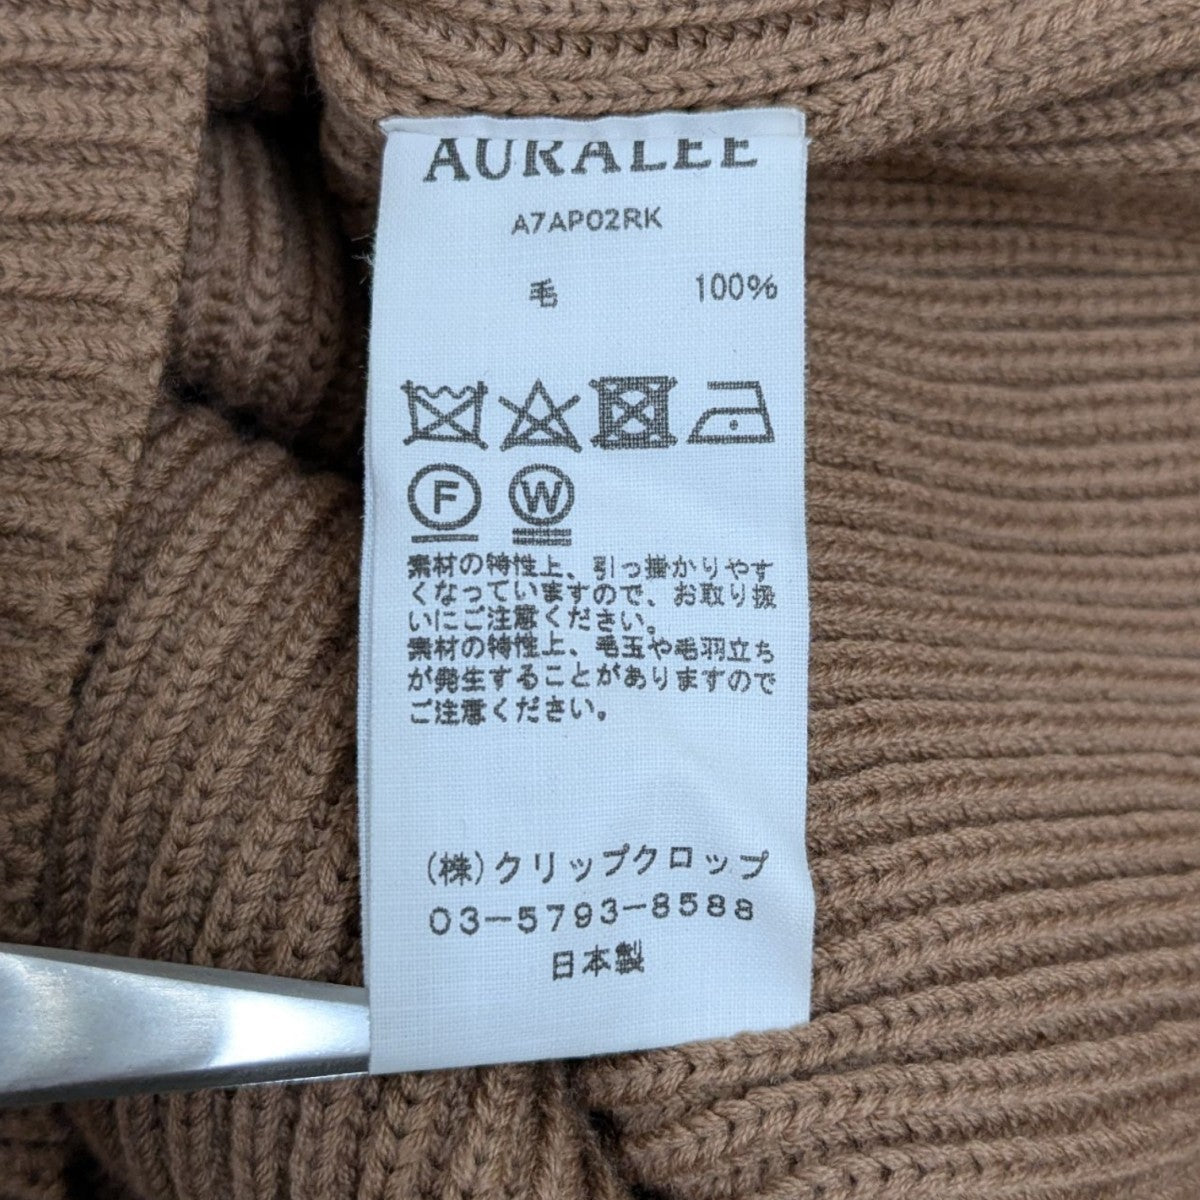 AURALEE
A7AP02RK
毛 100%
F W
素材の特性上、引っ掛かりやす
くなっていますので、お取り扱
いにご注意ください。
素材の特性上、毛玉や毛羽立ち
が発生することがありますので
ご注意ください。
(株)クリップクロップ
03-5793-8588
日本製